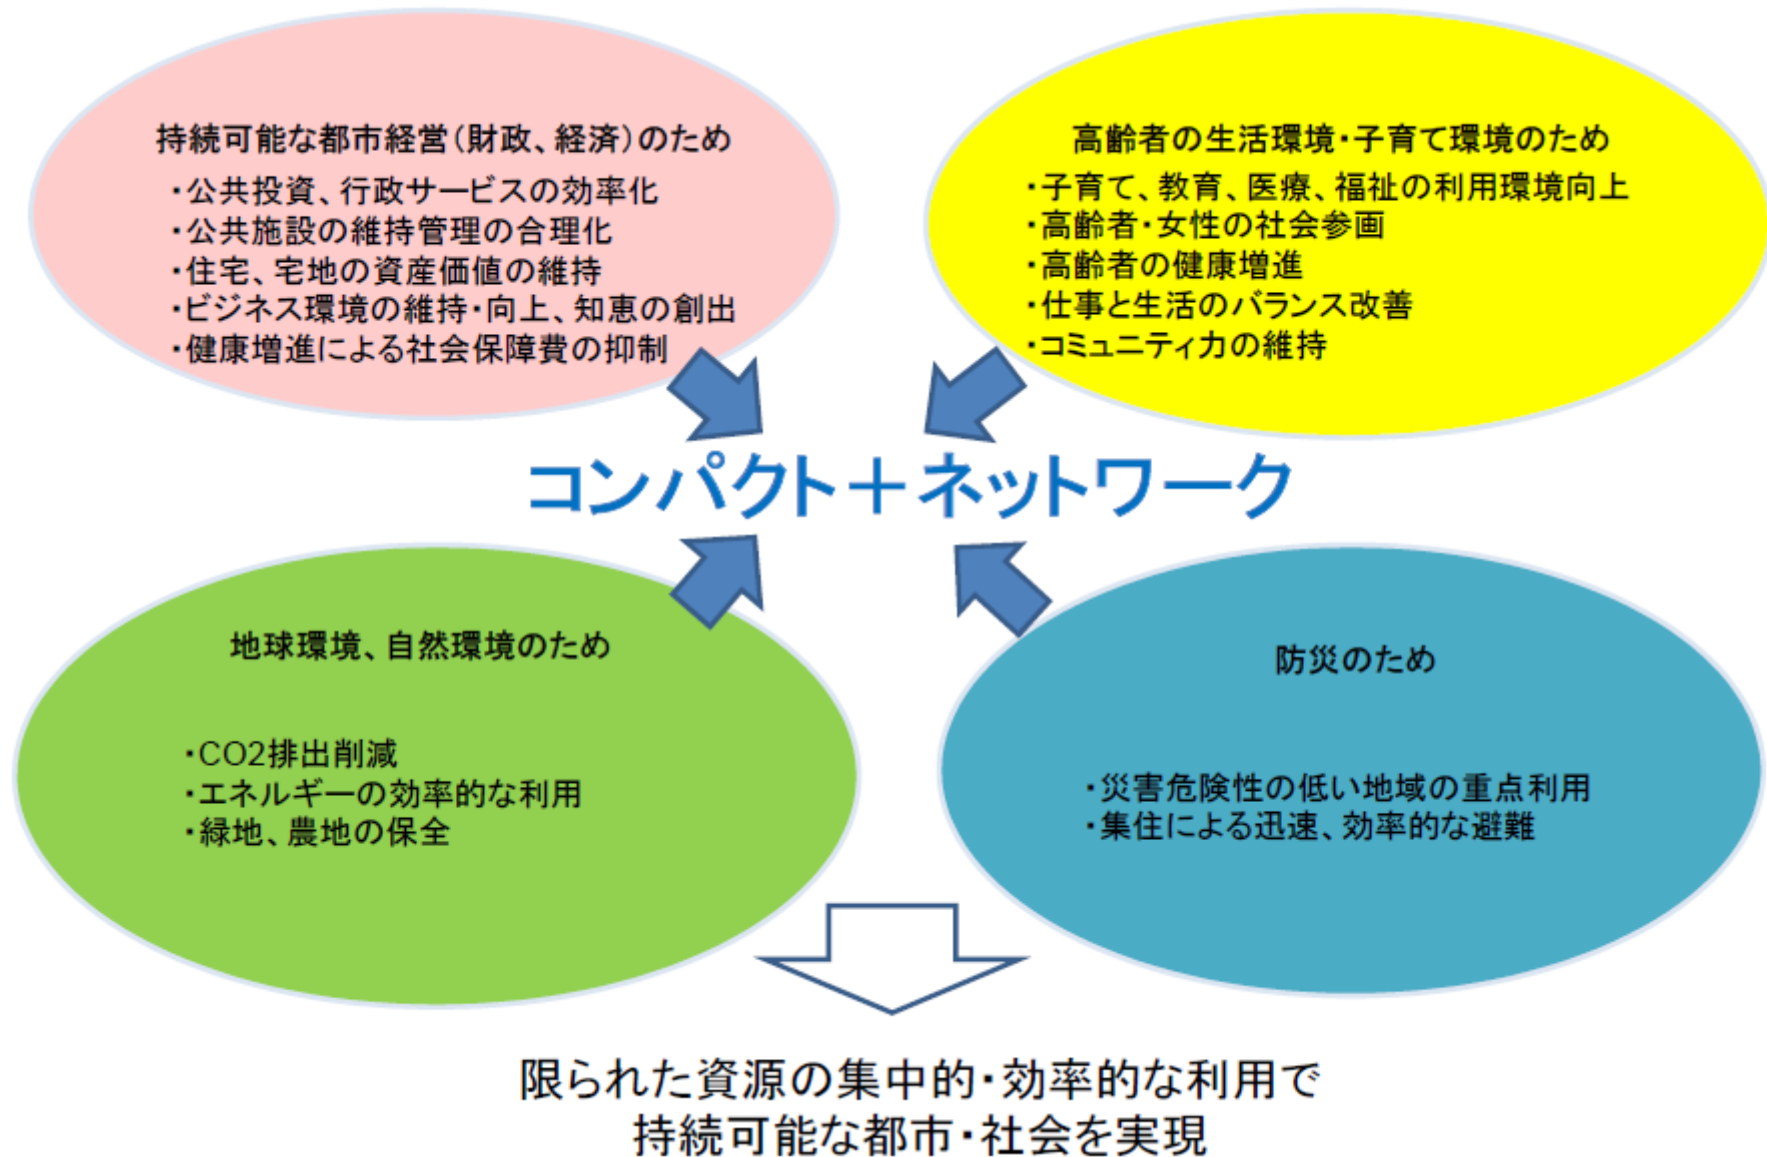 持続可能な都市経営(財政、経済)のため
・公共投資、行政サービスの効率化
・公共施設の維持管理の合理化
・住宅、宅地の資産価値の維持
・ビジネス環境の維持・向上、知恵の創出
・健康増進による社会保障費の抑制
高齢者の生活環境・子育て環境のため
・子育て、教育、医療、福祉の利用環境向上
・高齢者・女性の社会参画
・高齢者の健康増進
・仕事と生活のバランス改善
・コミュニティ力の維持
コンパクト＋ネットワーク
地球環境、自然環境のため
・CO2排出削減
・エネルギーの効率的な利用
・緑地、農地の保全
防災のため
・災害危険性の低い地域の重点利用
・集住による迅速、効率的な避難
限られた資源の集中的・効率的な利用で
持続可能な都市・社会を実現